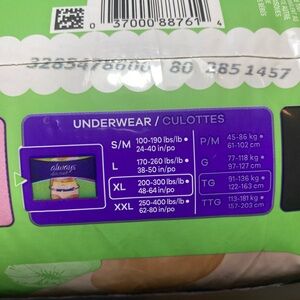 0 37000 88761 4
3285478600 80 2851457
UNDERWEAR / CULOTTES
S/M 100-190 lbs/lb • 24-40 in/po
P/M 45-86 kg • 61-102 cm
L 170-260 lbs/lb • 38-50 in/po
G 77-118 kg • 97-127 cm
XL 200-300 lbs/lb • 48-64 in/po
TG 91-136 kg • 122-163 cm
XXL 250-400 lbs/lb • 62-80 in/po
TTG 113-181 kg • 157-203 cm
always